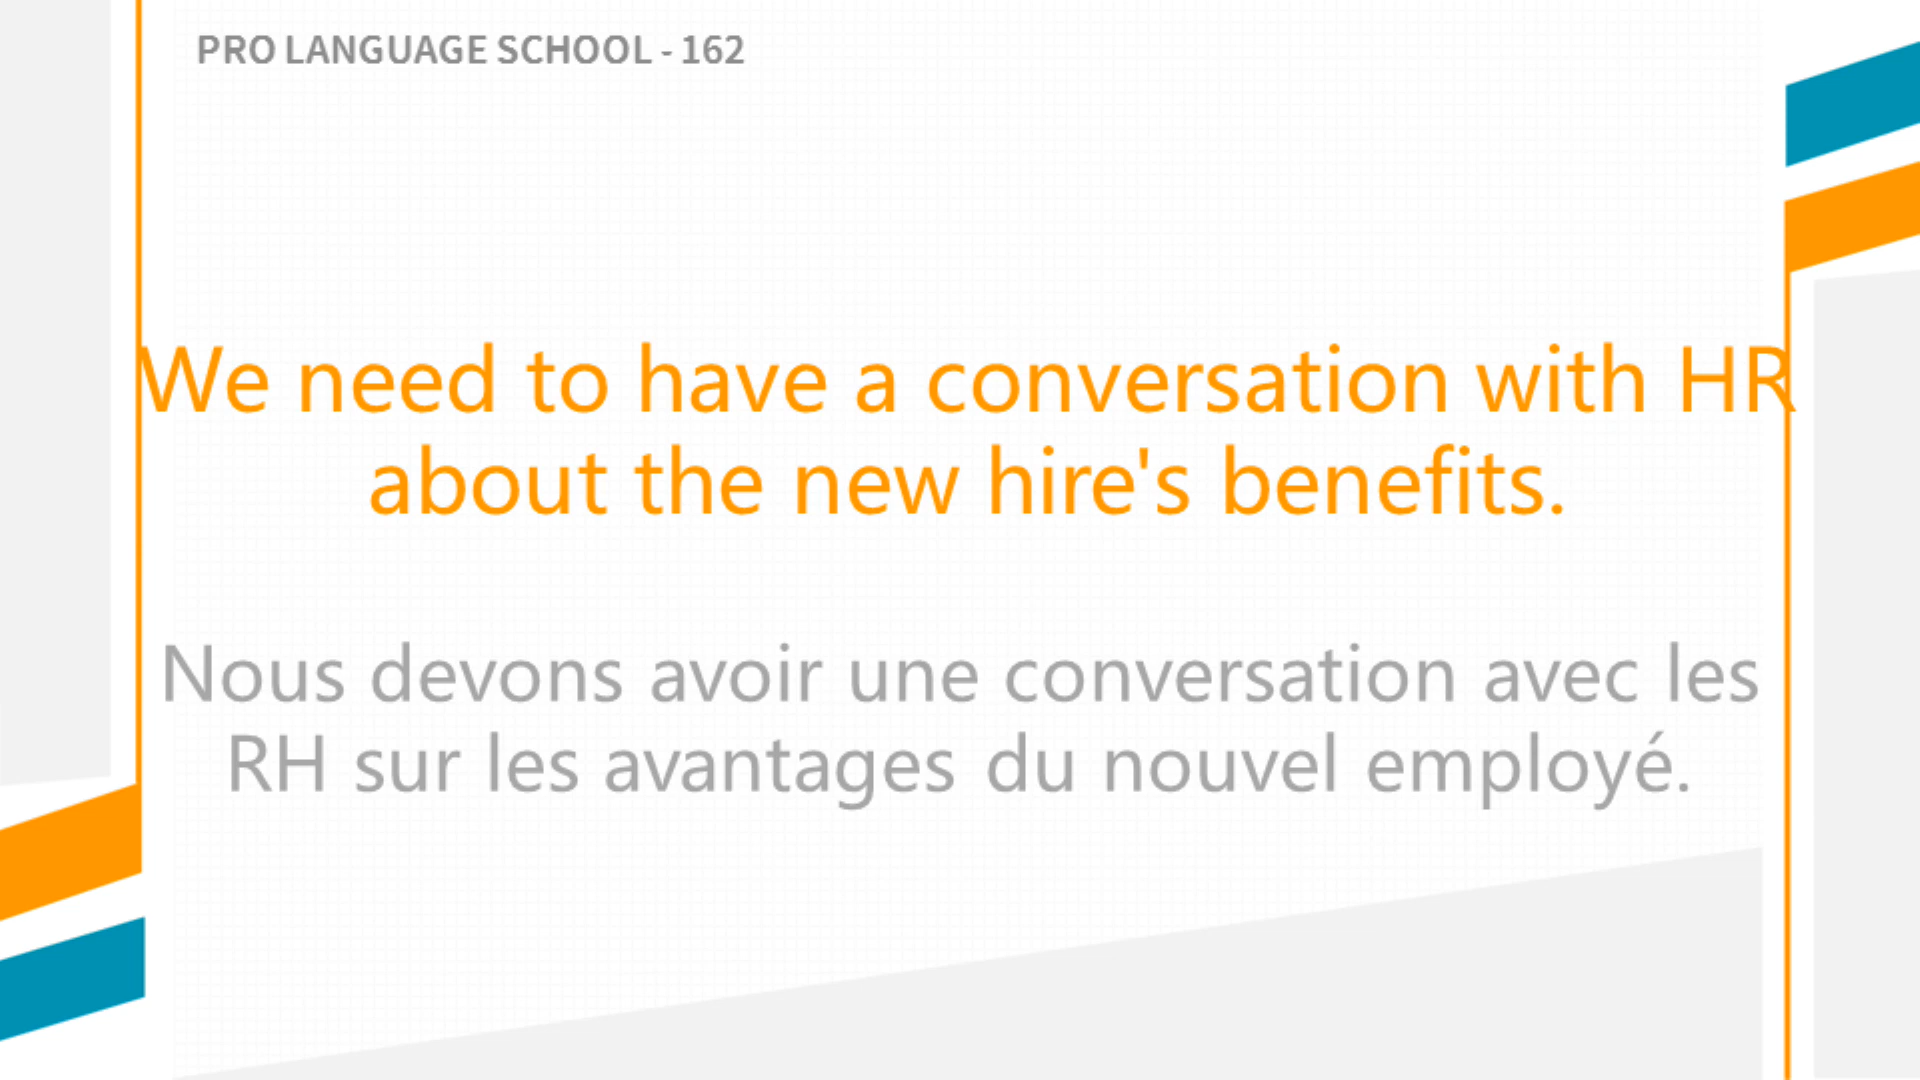 PRO LANGUAGE SCHOOL - 162
We need to have a conversation with HR
about the new hire's benefits.
Nous devons avoir une conversation avec les
RH sur les avantages du nouvel employé.